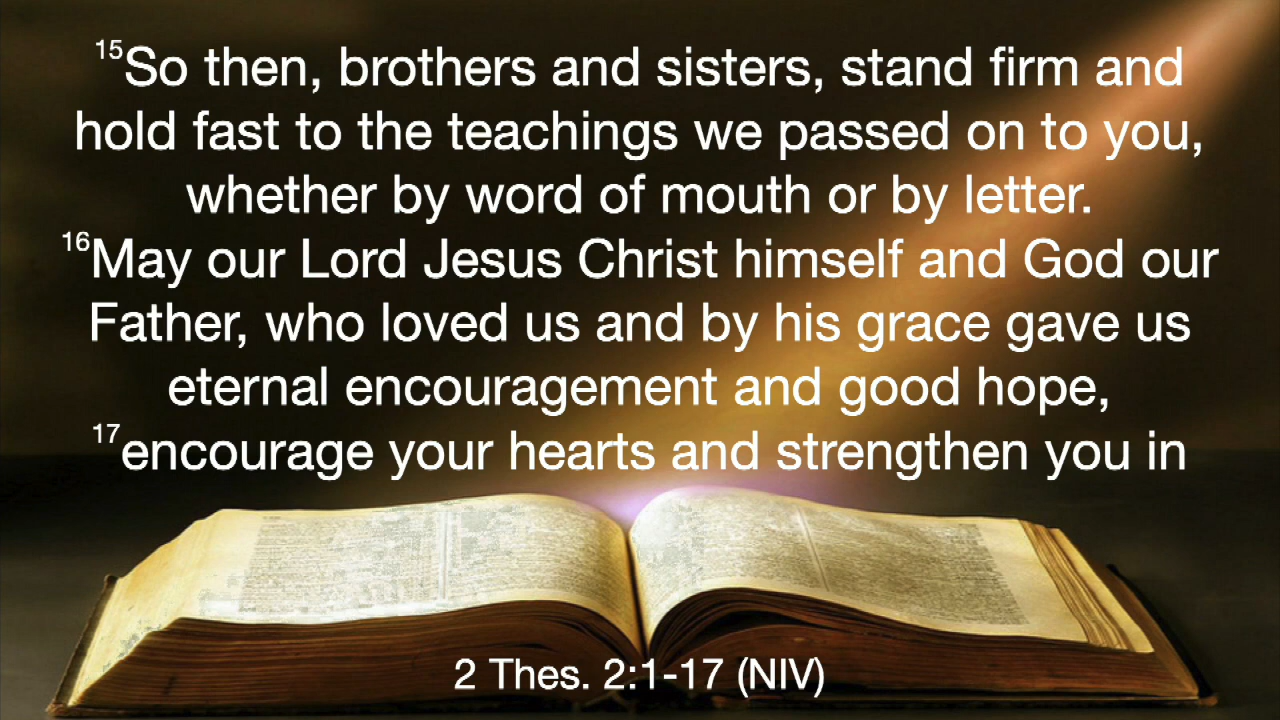 15So then, brothers and sisters, stand firm and
hold fast to the teachings we passed on to you,
whether by word of mouth or by letter.
16May our Lord Jesus Christ himself and God our
Father, who loved us and by his grace gave us
eternal encouragement and good hope,
17encourage your hearts and strengthen you in
2 Thes. 2:1-17 (NIV)